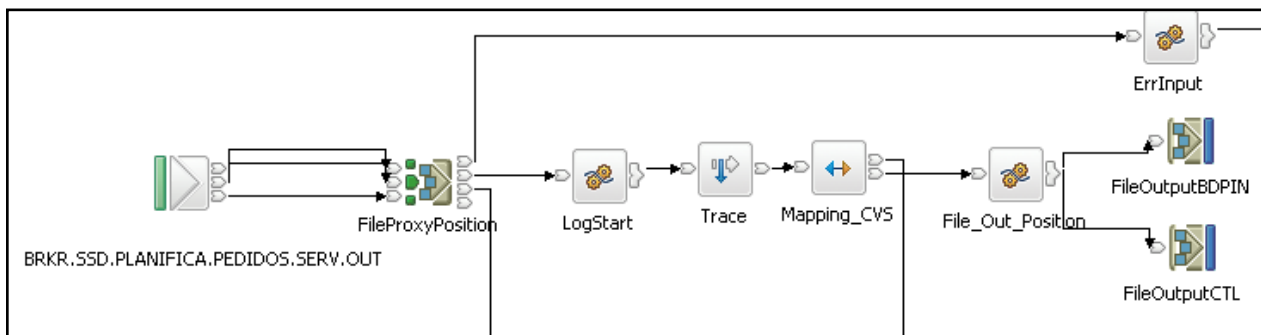 ErrInput
FileProxyPosition
LogStart
Trace
Mapping_CVS
File_Out_Position
FileOutputBDPIN
BRKR.SSD.PLANIFICA.PEDIDOS.SERV.OUT
FileOutputCTL